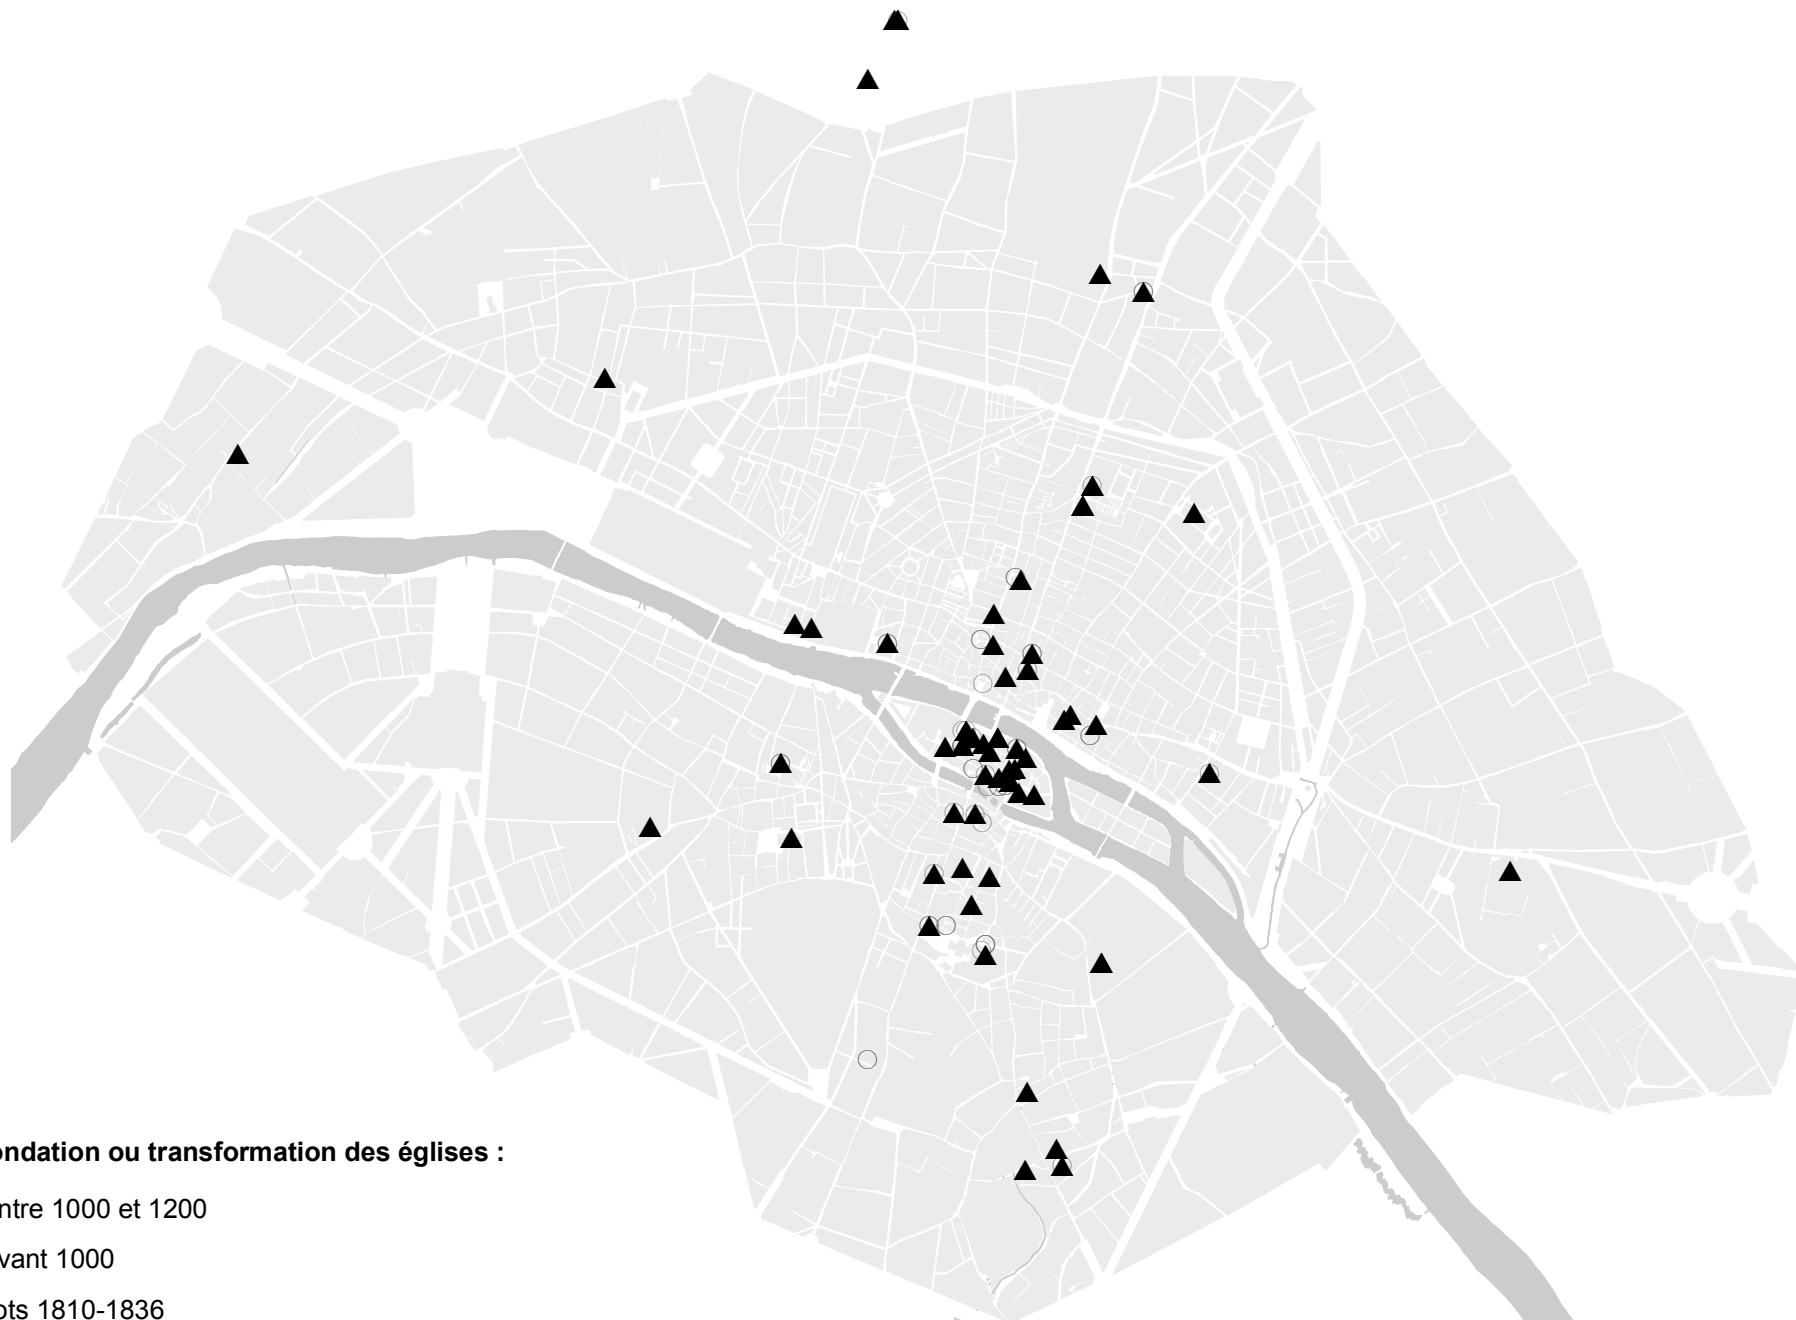 ondation ou transformation des églises :
ntre 1000 et 1200
vant 1000
ots 1810-1836